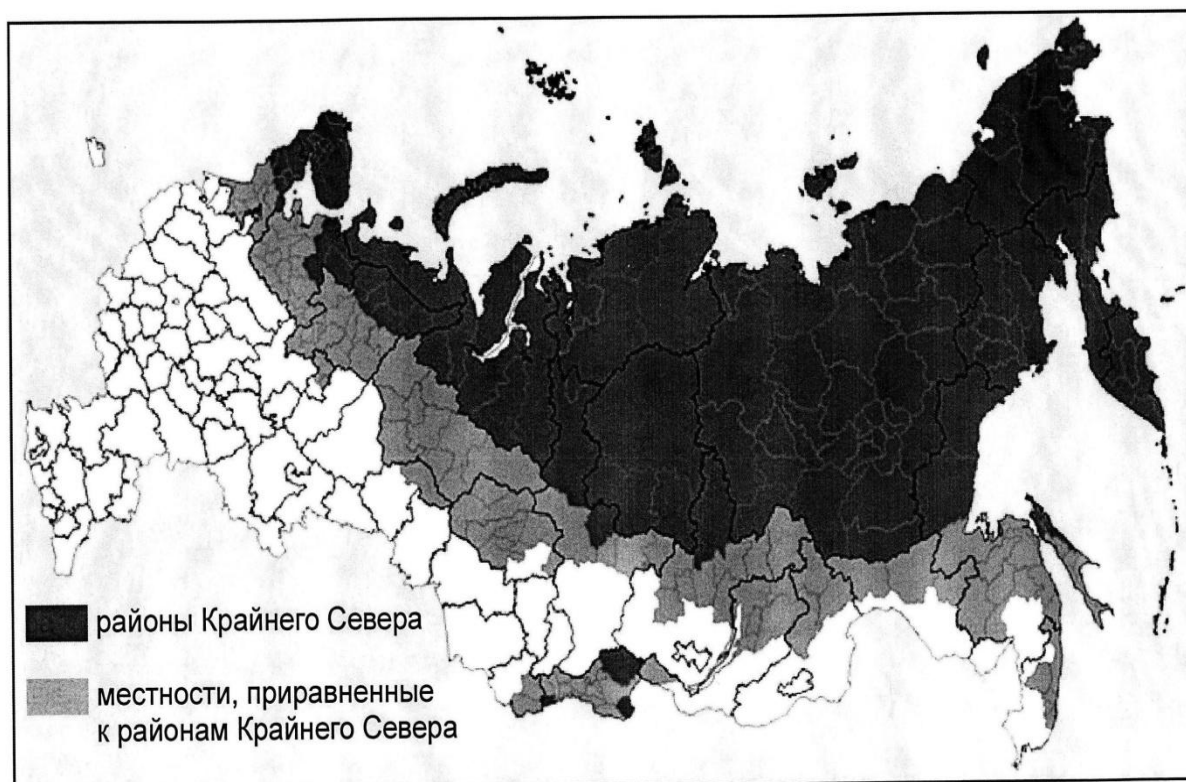 районы Крайнего Севера
местности, приравненные
к районам Крайнего Севера